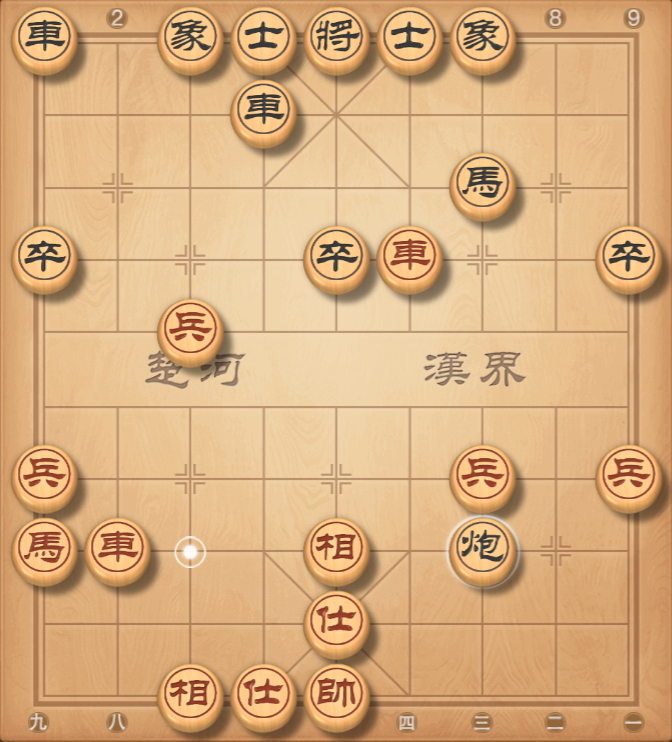 2 8 9
車 象 士 將 士 象
車
馬
卒 卒 車 卒
兵
楚河 漢界
兵 兵 兵
馬 車 相 炮
仕
相 仕 帥
九 八 四 三 二 一